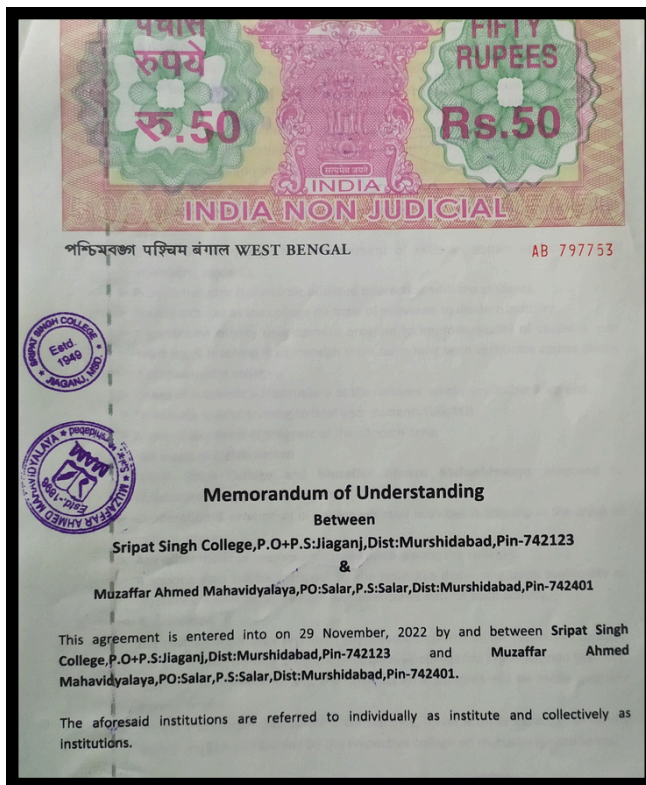 पचास
रुपये
रु.50
FIFTY
RUPEES
Rs.50
सत्यमेव जयते
INDIA
INDIA NON JUDICIAL
পশ্চিমবঙ্গ पश्चिम बंगाल WEST BENGAL
AB 797753
SRIPAT SINGH COLLEGE
Estd.
1949
JIAGANJ, MSD.
MUZAFFAR AHMED MAHAVIDYALAYA
Salar, Murshidabad
Memorandum of Understanding
Between
Sripat Singh College,P.O+P.S:Jiaganj,Dist:Murshidabad,Pin-742123
&
Muzaffar Ahmed Mahavidyalaya,PO:Salar,P.S:Salar,Dist:Murshidabad,Pin-742401
This agreement is entered into on 29 November, 2022 by and between Sripat Singh
College,P.O+P.S:Jiaganj,Dist:Murshidabad,Pin-742123 and Muzaffar Ahmed
Mahavidyalaya,PO:Salar,P.S:Salar,Dist:Murshidabad,Pin-742401.
The aforesaid institutions are referred to individually as institute and collectively as
institutions.